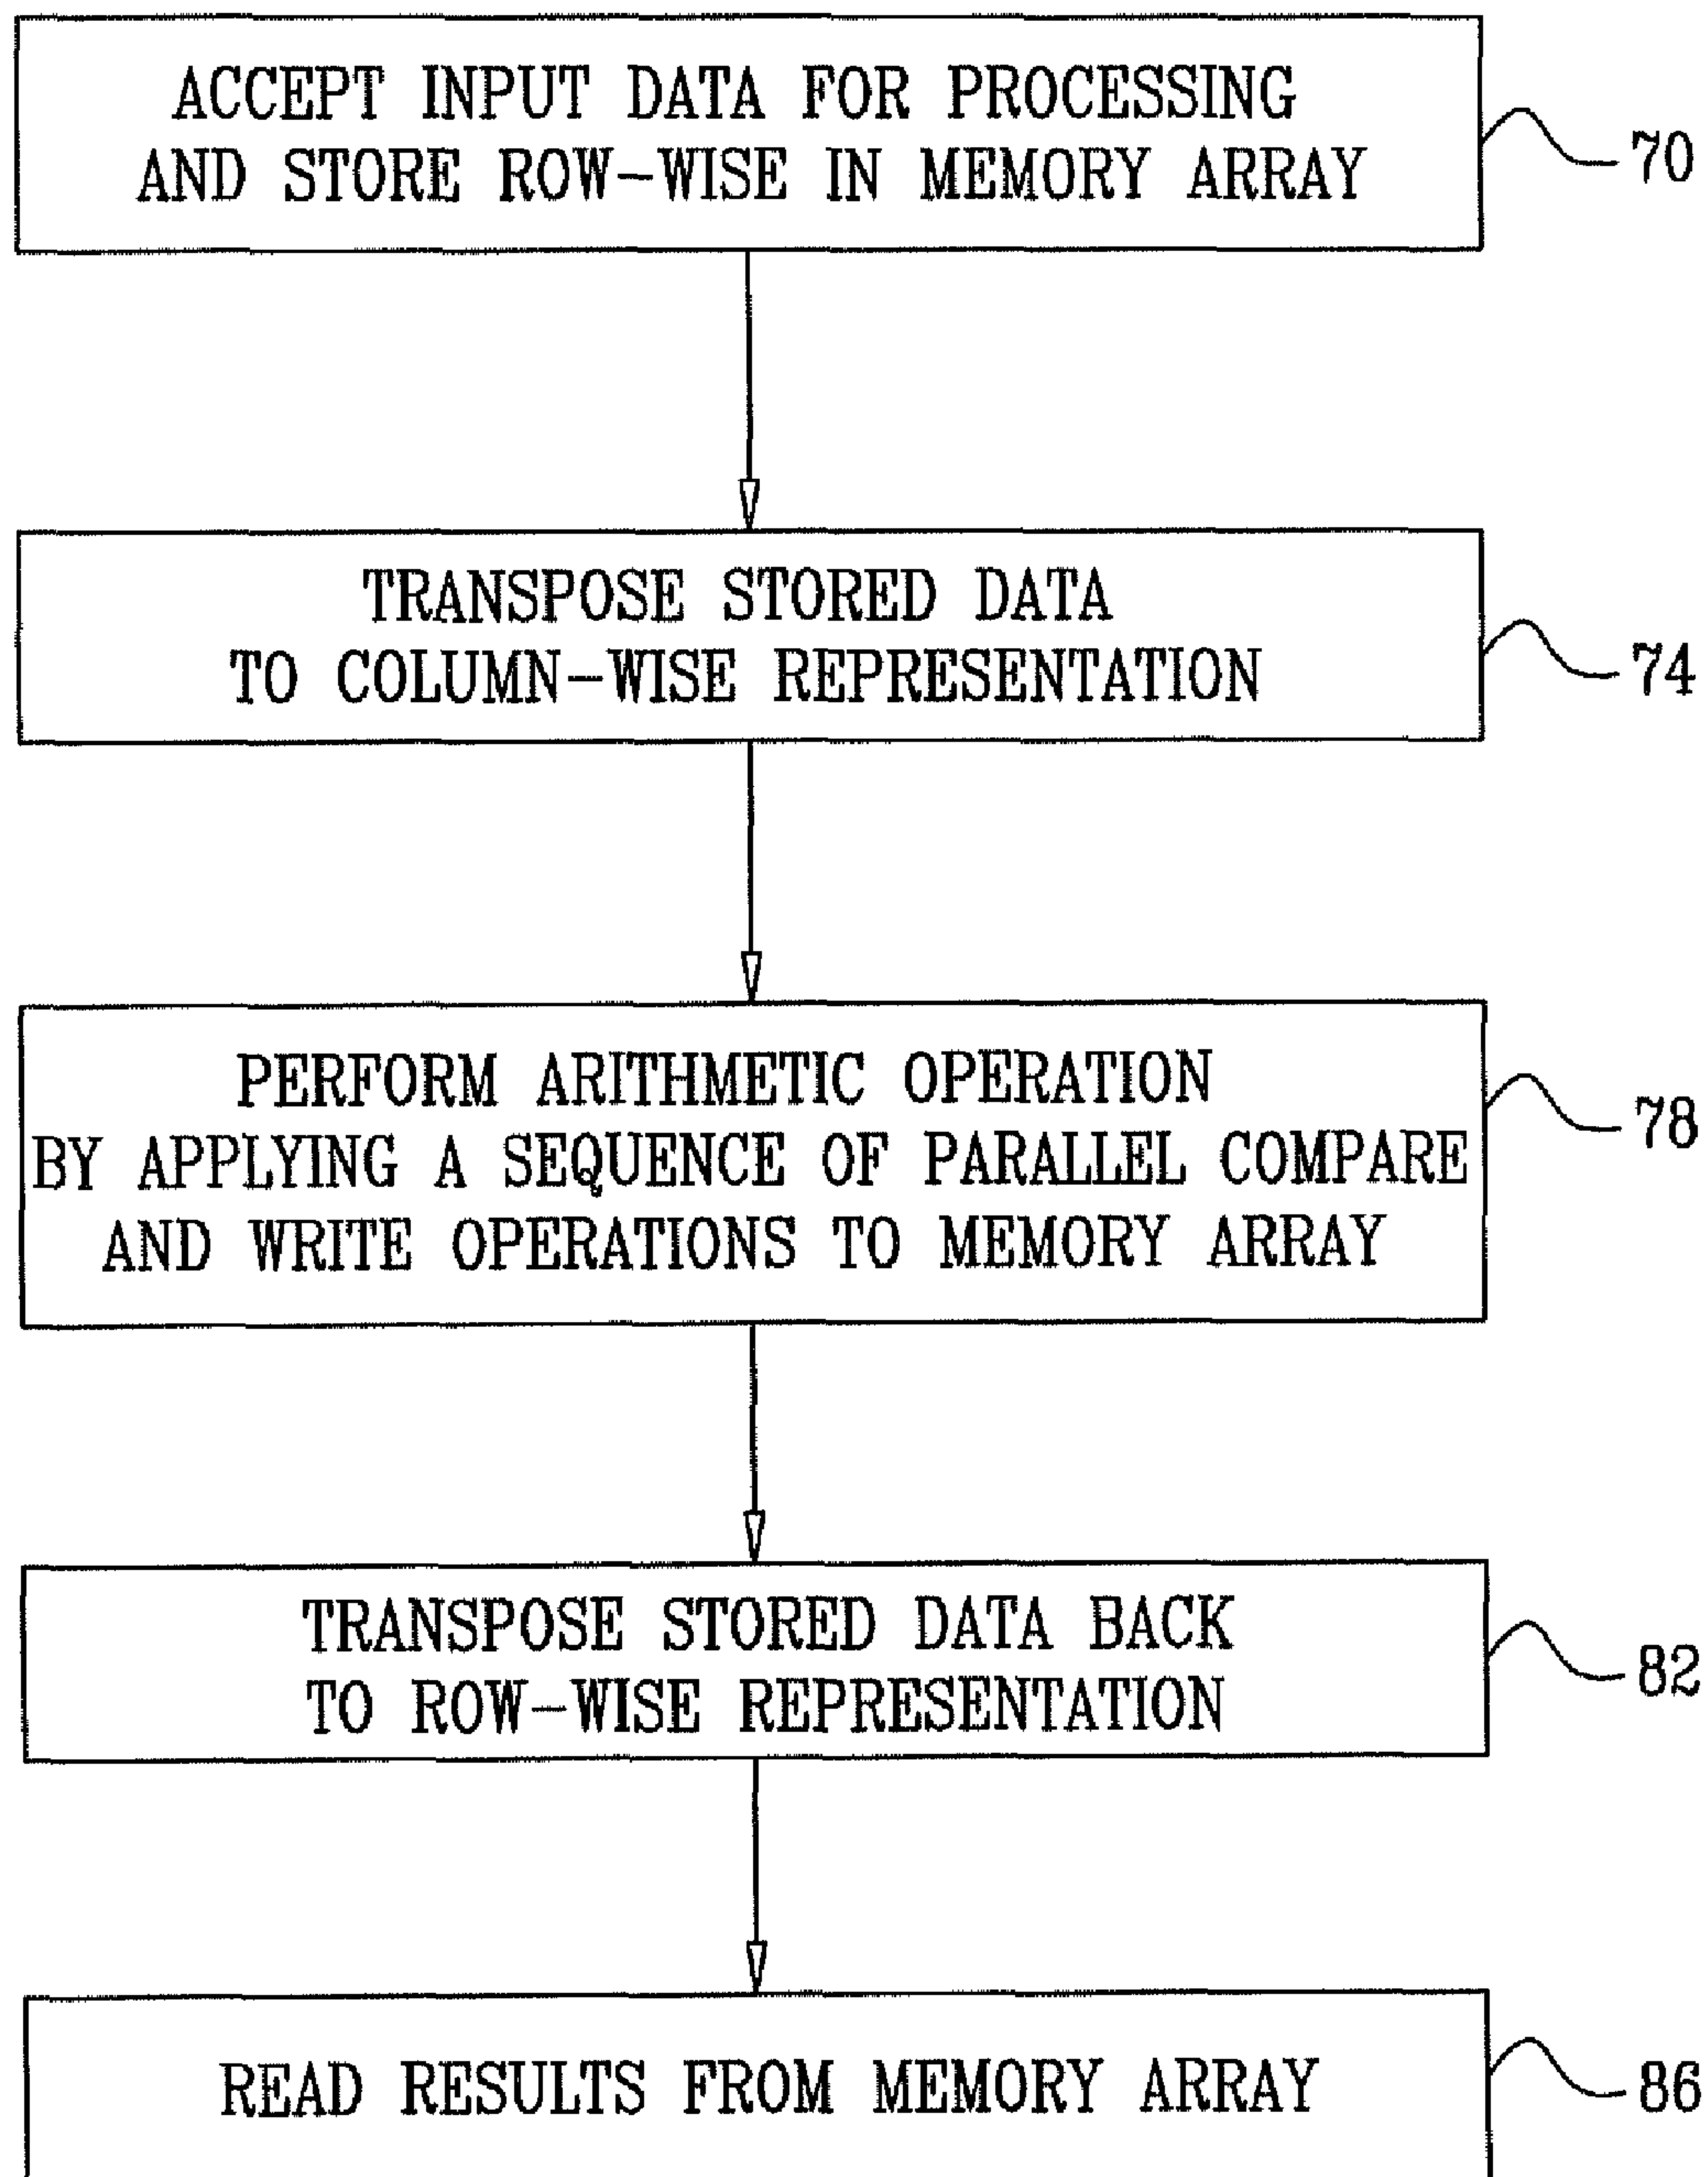 ACCEPT INPUT DATA FOR PROCESSING
AND STORE ROW-WISE IN MEMORY ARRAY
70
TRANSPOSE STORED DATA
TO COLUMN-WISE REPRESENTATION
74
PERFORM ARITHMETIC OPERATION
BY APPLYING A SEQUENCE OF PARALLEL COMPARE
AND WRITE OPERATIONS TO MEMORY ARRAY
78
TRANSPOSE STORED DATA BACK
TO ROW-WISE REPRESENTATION
82
READ RESULTS FROM MEMORY ARRAY
86